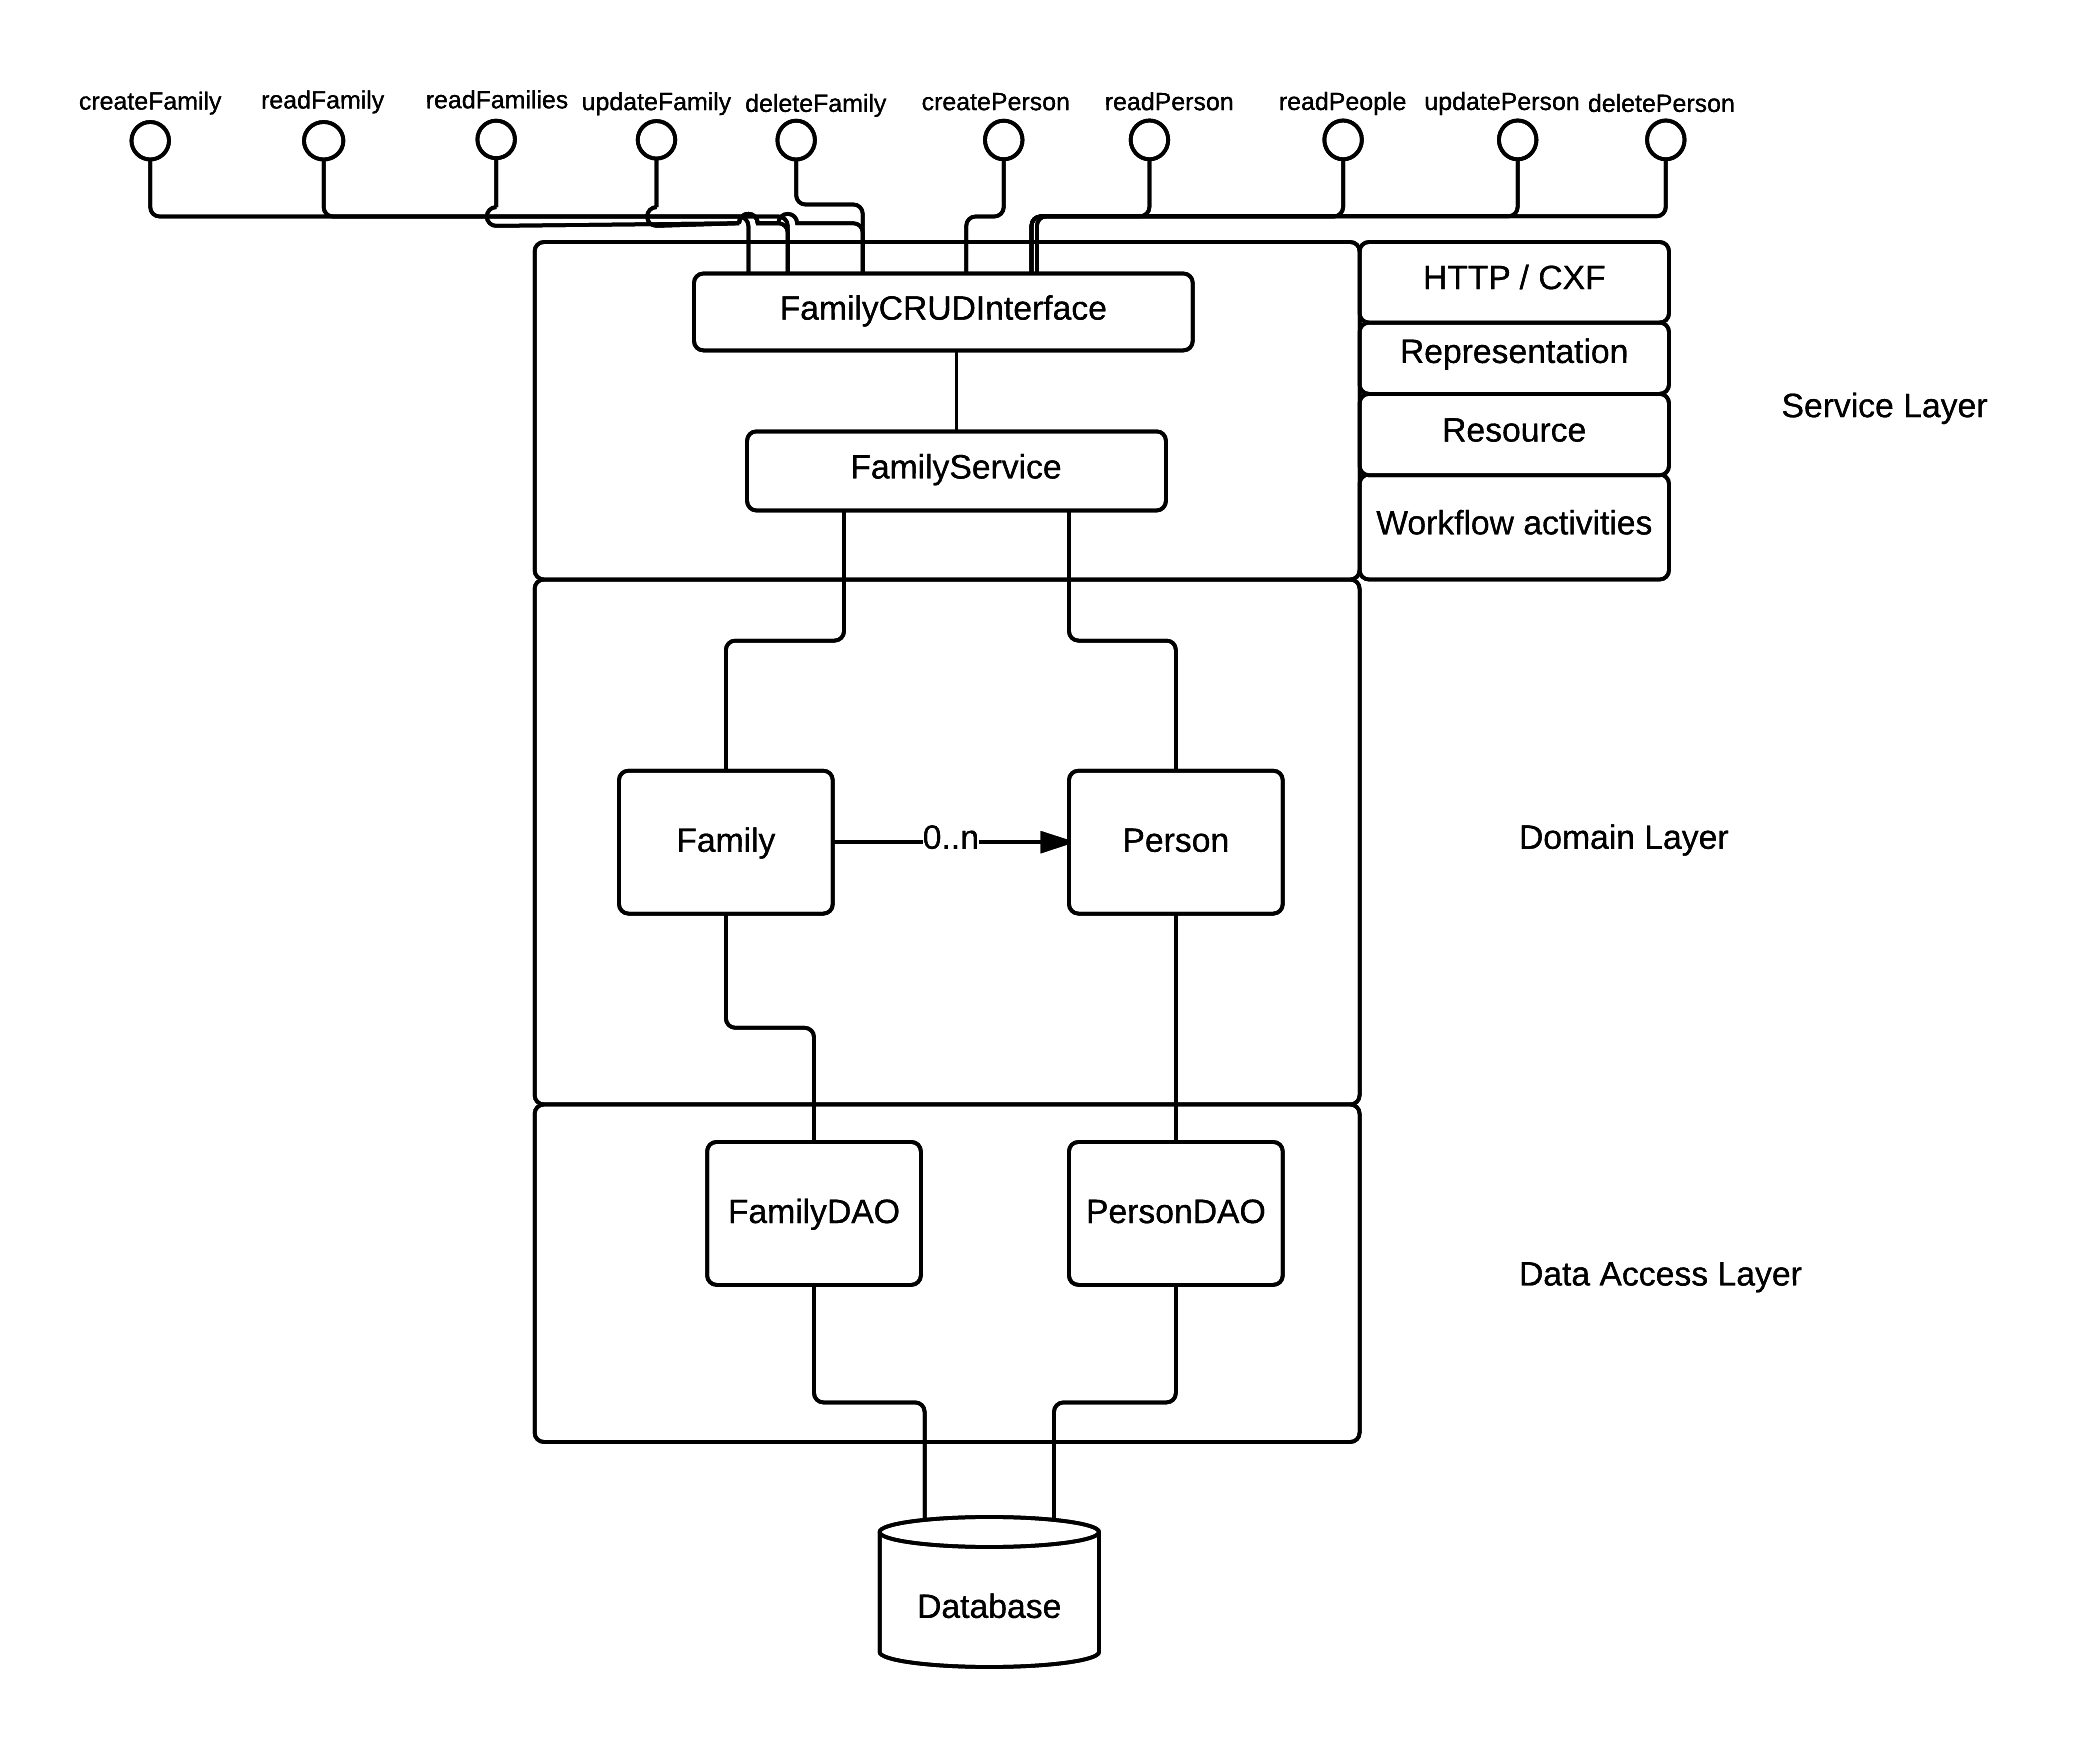 createFamily
readFamily
readFamilies
updateFamily
deleteFamily
createPerson
readPerson
readPeople
updatePerson
deletePerson
FamilyCRUDInterface
HTTP / CXF
Representation
Service Layer
Resource
FamilyService
Workflow activities
Family
0..n
Person
Domain Layer
FamilyDAO
PersonDAO
Data Access Layer
Database